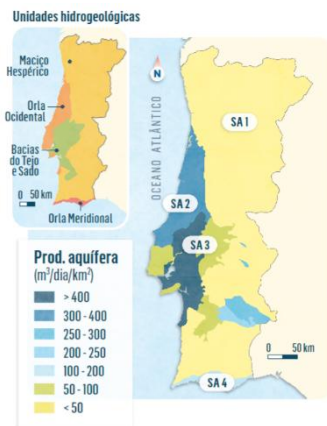 Unidades hidrogeológicas
Maciço
Hespérico
Orla
Ocidental
Bacias
do Tejo
e Sado
0 50 km
Orla Meridional
N
OCEANO ATLÂNTICO
SA 1
SA 2
SA 3
SA 4
0 50 km
Prod. aquífera
(m³/dia/km²)
> 400
300 - 400
250 - 300
200 - 250
100 - 200
50 - 100
< 50